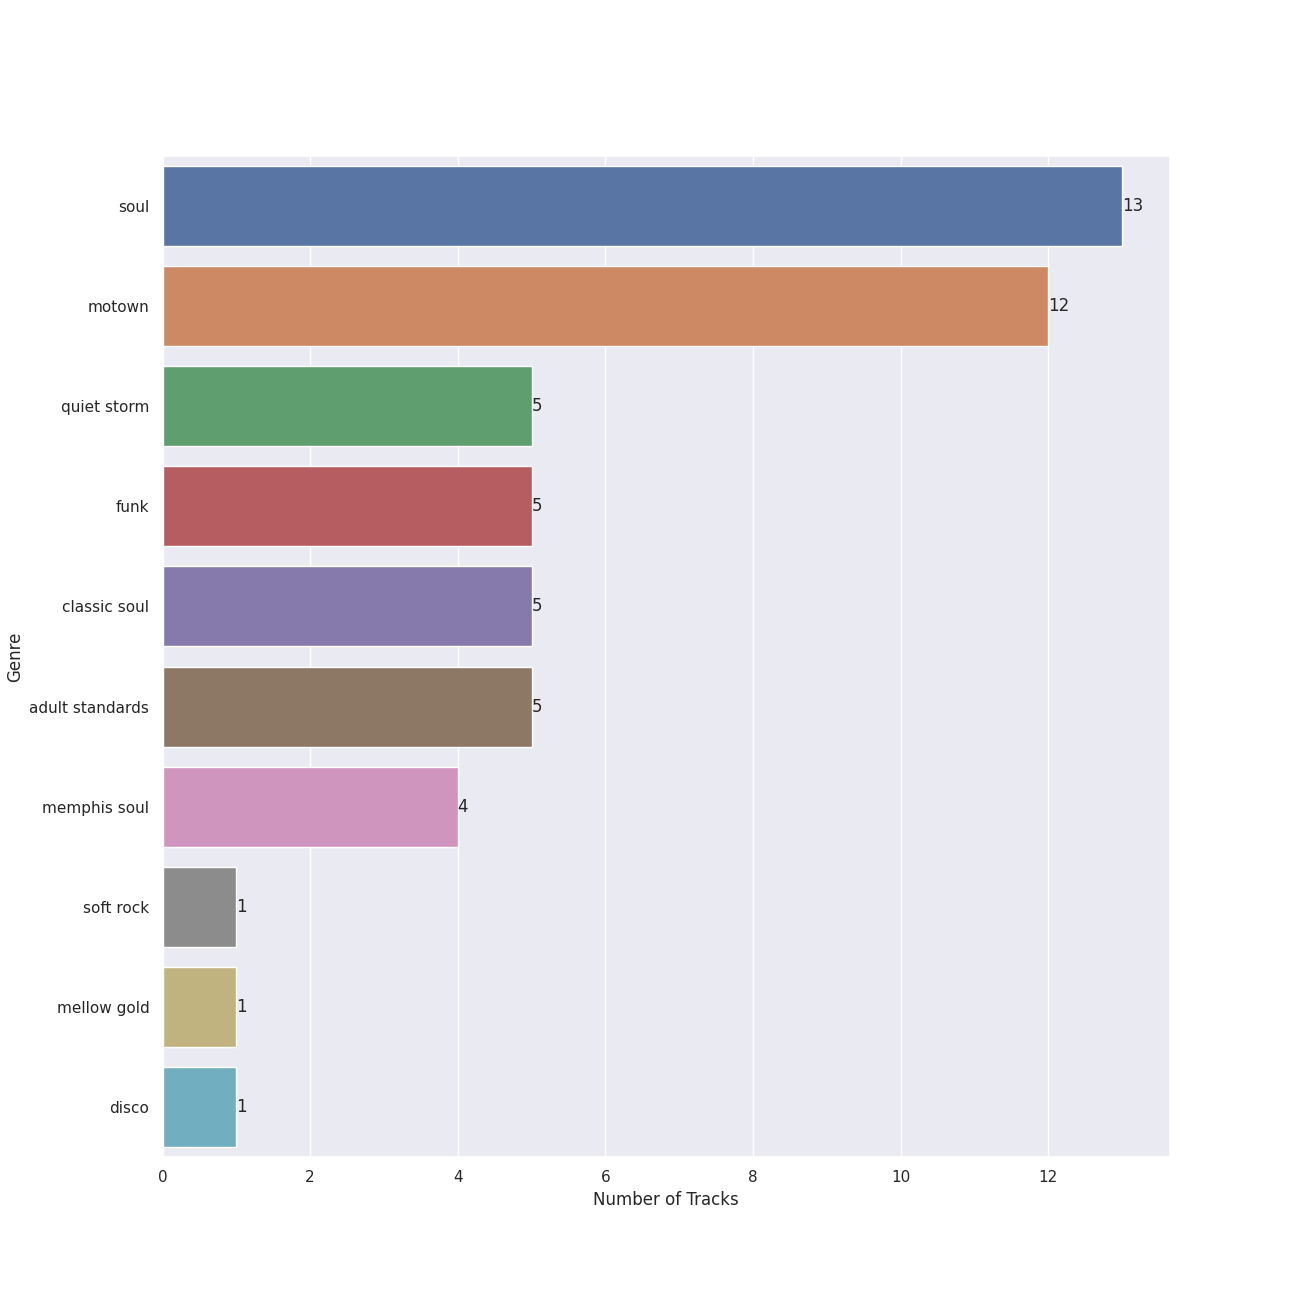 soul 13
motown 12
quiet storm 5
funk 5
classic soul 5
adult standards 5
memphis soul 4
soft rock 1
mellow gold 1
disco 1
Genre
0 2 4 6 8 10 12
Number of Tracks